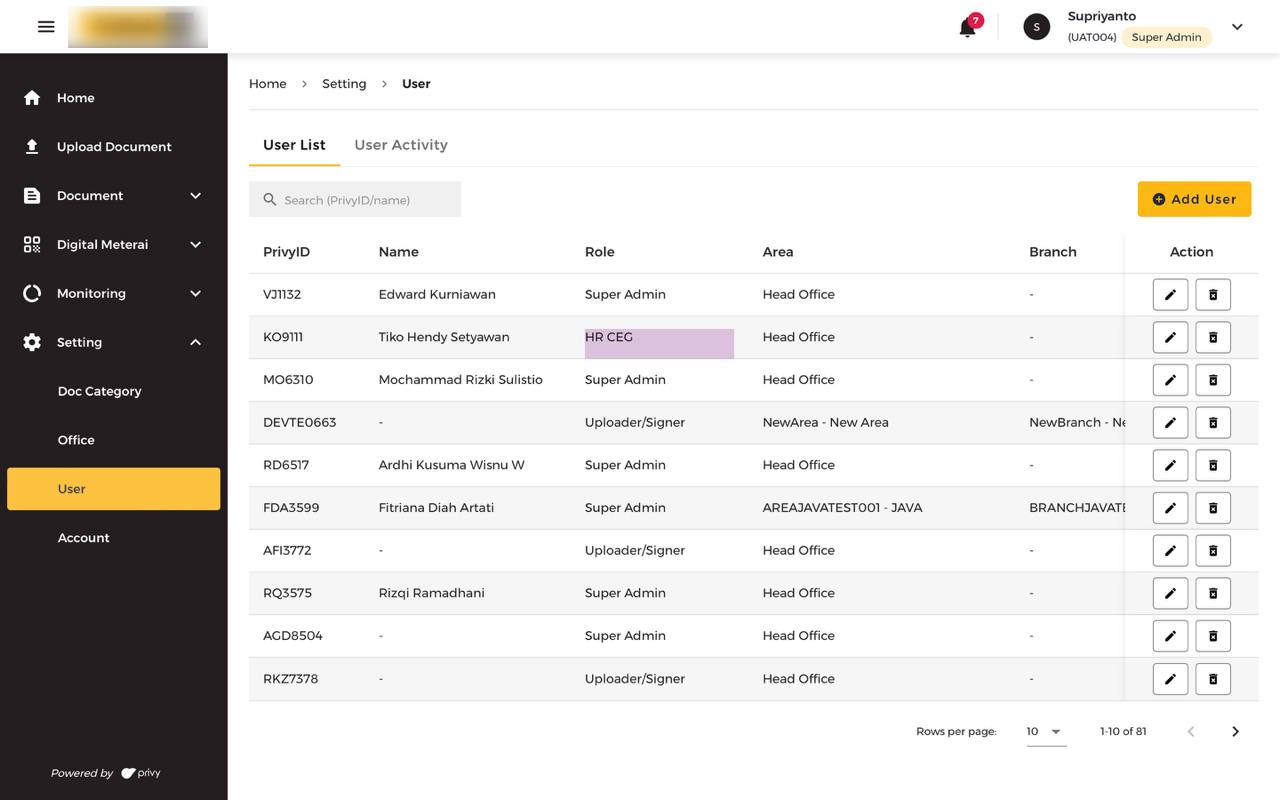 7
S
Supriyanto
(UAT004) Super Admin
Home
Upload Document
Document
Digital Meterai
Monitoring
Setting
Doc Category
Office
User
Account
Powered by privy
Home > Setting > User
User List User Activity
Search (PrivyID/name)
Add User
PrivyID Name Role Area Branch Action
VJ1132 Edward Kurniawan Super Admin Head Office -
KO9111 Tiko Hendy Setyawan HR CEG Head Office -
MO6310 Mochammad Rizki Sulistio Super Admin Head Office -
DEVTE0663 - Uploader/Signer NewArea - New Area NewBranch - Ne
RD6517 Ardhi Kusuma Wisnu W Super Admin Head Office -
FDA3599 Fitriana Diah Artati Super Admin AREAJAVATEST001 - JAVA BRANCHJAVATE
AFI3772 - Uploader/Signer Head Office -
RQ3575 Rizqi Ramadhani Super Admin Head Office -
AGD8504 - Super Admin Head Office -
RKZ7378 - Uploader/Signer Head Office -
Rows per page: 10 1-10 of 81